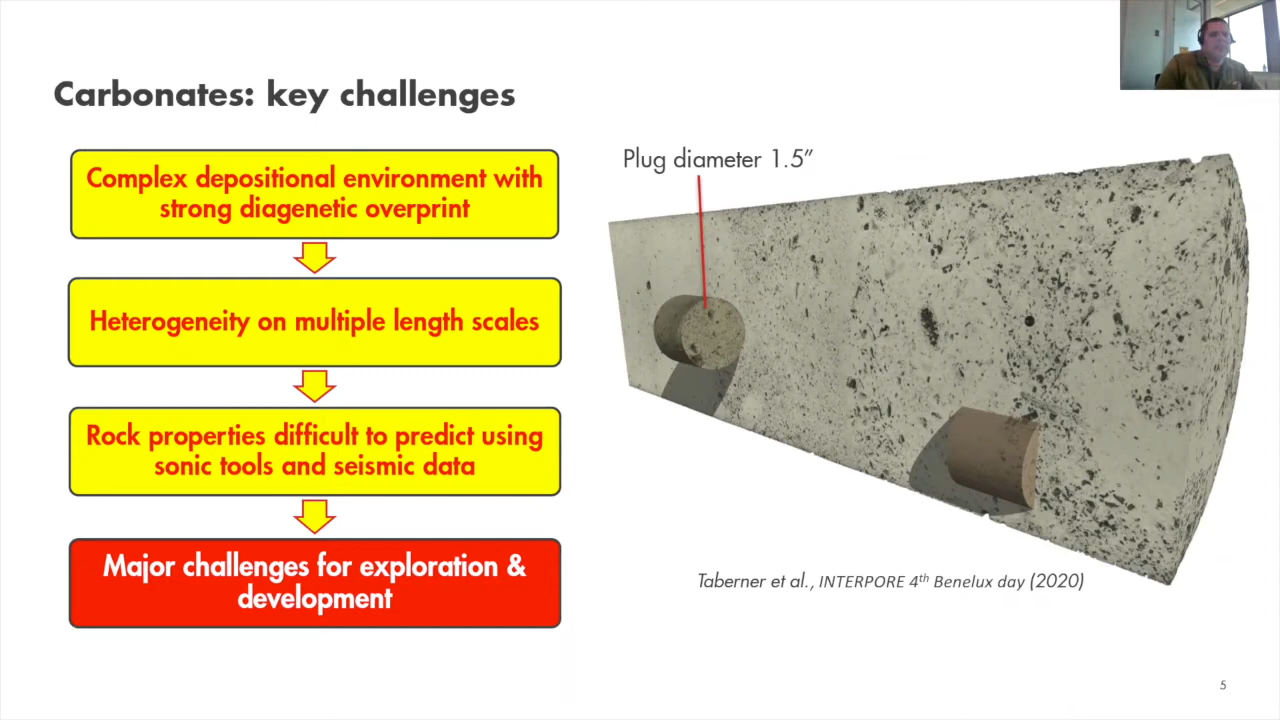 Carbonates: key challenges
Complex depositional environment with
strong diagenetic overprint
Heterogeneity on multiple length scales
Rock properties difficult to predict using
sonic tools and seismic data
Major challenges for exploration &
development
Plug diameter 1.5”
Taberner et al., INTERPORE 4th Benelux day (2020)
5